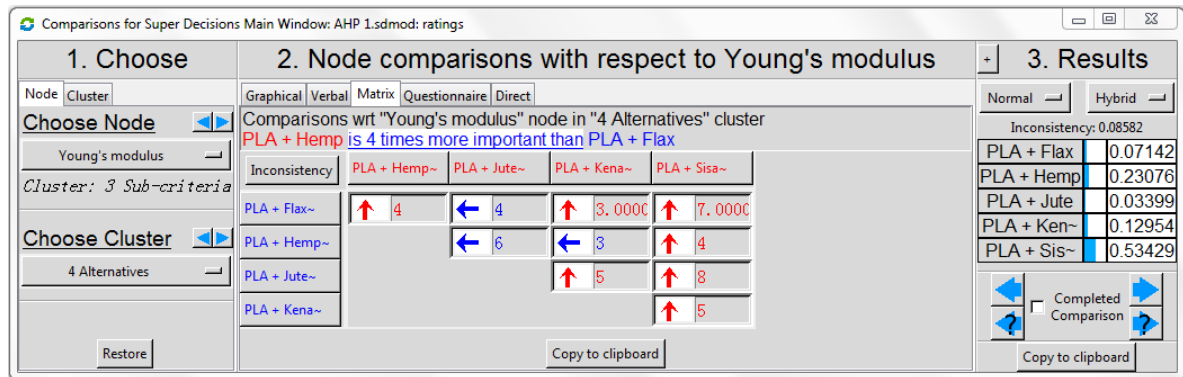 Comparisons for Super Decisions Main Window: AHP 1.sdmod: ratings
1. Choose
Node Cluster
Choose Node
Young's modulus
Cluster: 3 Sub-criteria
Choose Cluster
4 Alternatives
Restore
2. Node comparisons with respect to Young's modulus
Graphical Verbal Matrix Questionnaire Direct
Comparisons wrt "Young's modulus" node in "4 Alternatives" cluster
PLA + Hemp is 4 times more important than PLA + Flax
Inconsistency PLA + Hemp~ PLA + Jute~ PLA + Kena~ PLA + Sisa~
PLA + Flax~ 4 4 3.0000 7.0000
PLA + Hemp~ 6 3 4
PLA + Jute~ 5 8
PLA + Kena~ 5
Copy to clipboard
+ 3. Results
Normal Hybrid
Inconsistency: 0.08582
PLA + Flax 0.07142
PLA + Hemp 0.23076
PLA + Jute 0.03399
PLA + Ken~ 0.12954
PLA + Sis~ 0.53429
Completed
Comparison
? ?
Copy to clipboard